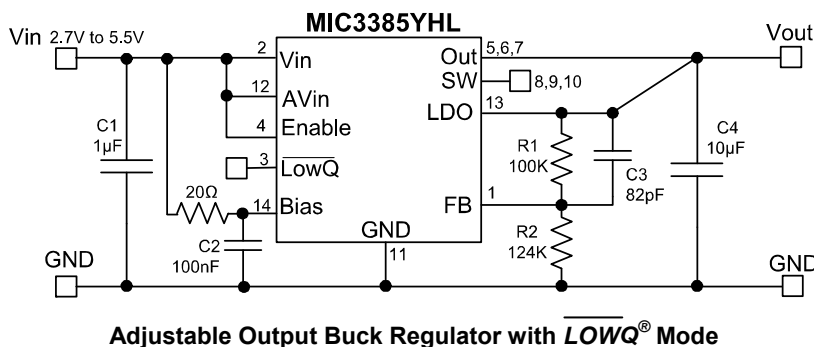 MIC3385YHL
Vin 2.7V to 5.5V
2
Vin
Out
5,6,7
Vout
SW
8,9,10
12
AVin
LDO
13
C1
1µF
4
Enable
R1
100K
C4
10µF
3
LowQ
C3
82pF
20Ω
14
Bias
FB
1
C2
100nF
GND
11
R2
124K
GND
GND
Adjustable Output Buck Regulator with LOWQ® Mode